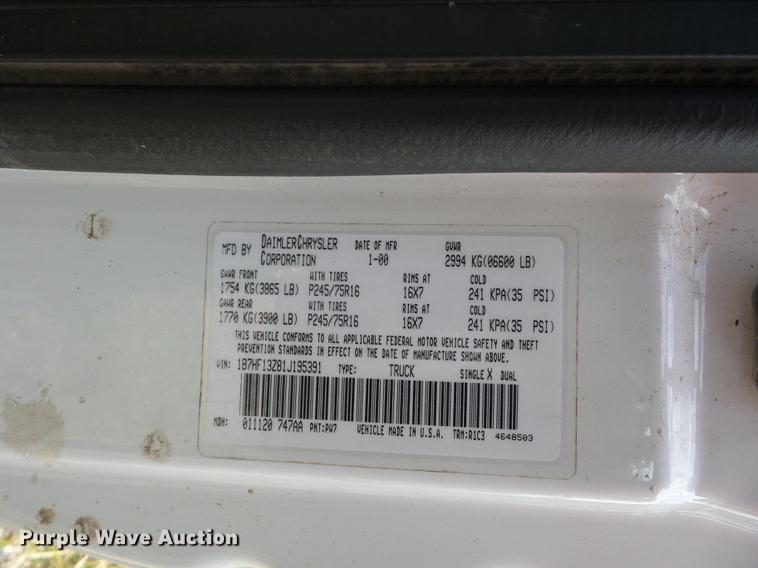 MFD BY DAIMLERCHRYSLER CORPORATION DATE OF MFR 1-00 GVWR 2994 KG(06600 LB)
GAWR FRONT WITH TIRES RIMS AT COLD
1754 KG(3865 LB) P245/75R16 16X7 241 KPA(35 PSI)
GAWR REAR WITH TIRES RIMS AT COLD
1770 KG(3900 LB) P245/75R16 16X7 241 KPA(35 PSI)
THIS VEHICLE CONFORMS TO ALL APPLICABLE FEDERAL MOTOR VEHICLE SAFETY AND THEFT
PREVENTION STANDARDS IN EFFECT ON THE DATE OF MANUFACTURE SHOWN ABOVE.
VIN: 1B7HF13Z81J195391 TYPE: TRUCK SINGLE X DUAL
MDH: 011120 747AA PNT:PW7 VEHICLE MADE IN U.S.A. TRM:R1C3 4648503
Purple Wave Auction